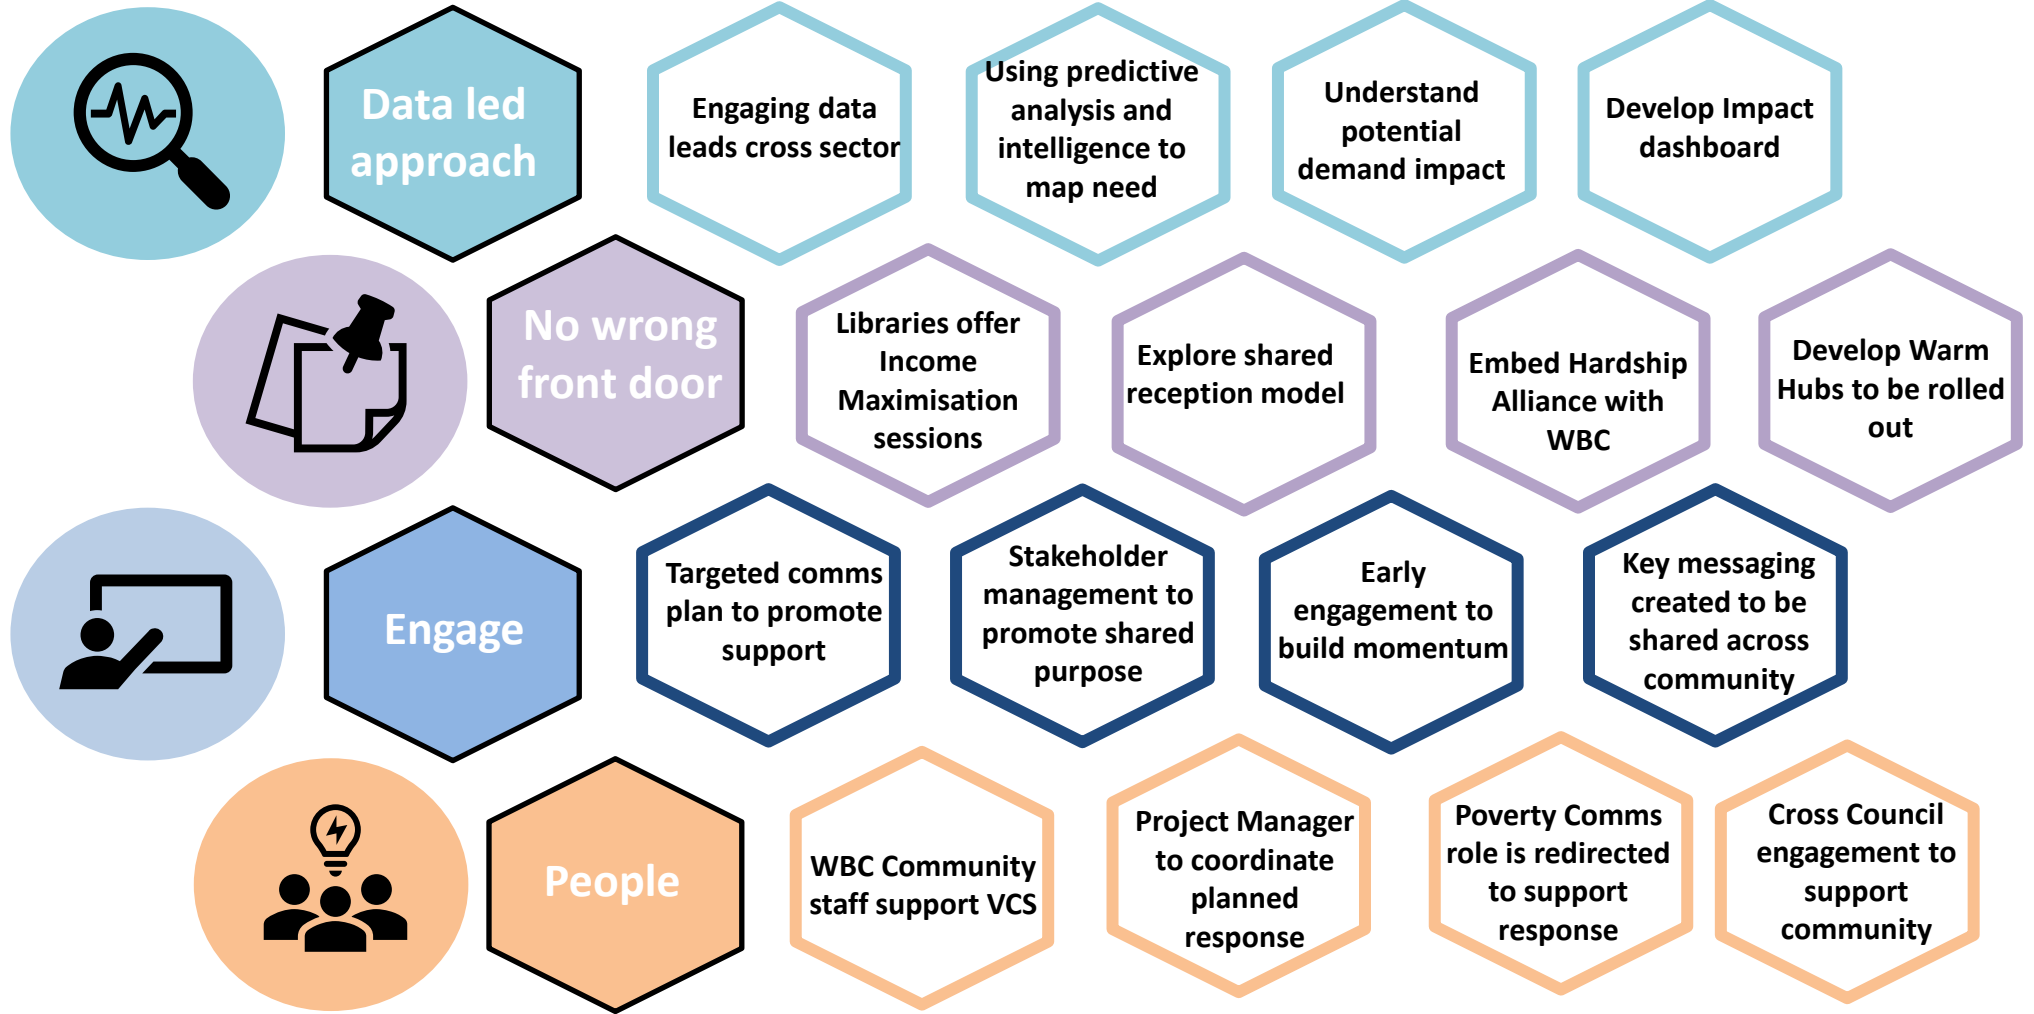 Data led
approach
Engaging data
leads cross sector
Using predictive
analysis and
intelligence to
map need
Understand
potential
demand impact
Develop Impact
dashboard
No wrong
front door
Libraries offer
Income
Maximisation
sessions
Explore shared
reception model
Embed Hardship
Alliance with
WBC
Develop Warm
Hubs to be rolled
out
Engage
Targeted comms
plan to promote
support
Stakeholder
management to
promote shared
purpose
Early
engagement to
build momentum
Key messaging
created to be
shared across
community
People
WBC Community
staff support VCS
Project Manager
to coordinate
planned
response
Poverty Comms
role is redirected
to support
response
Cross Council
engagement to
support
community